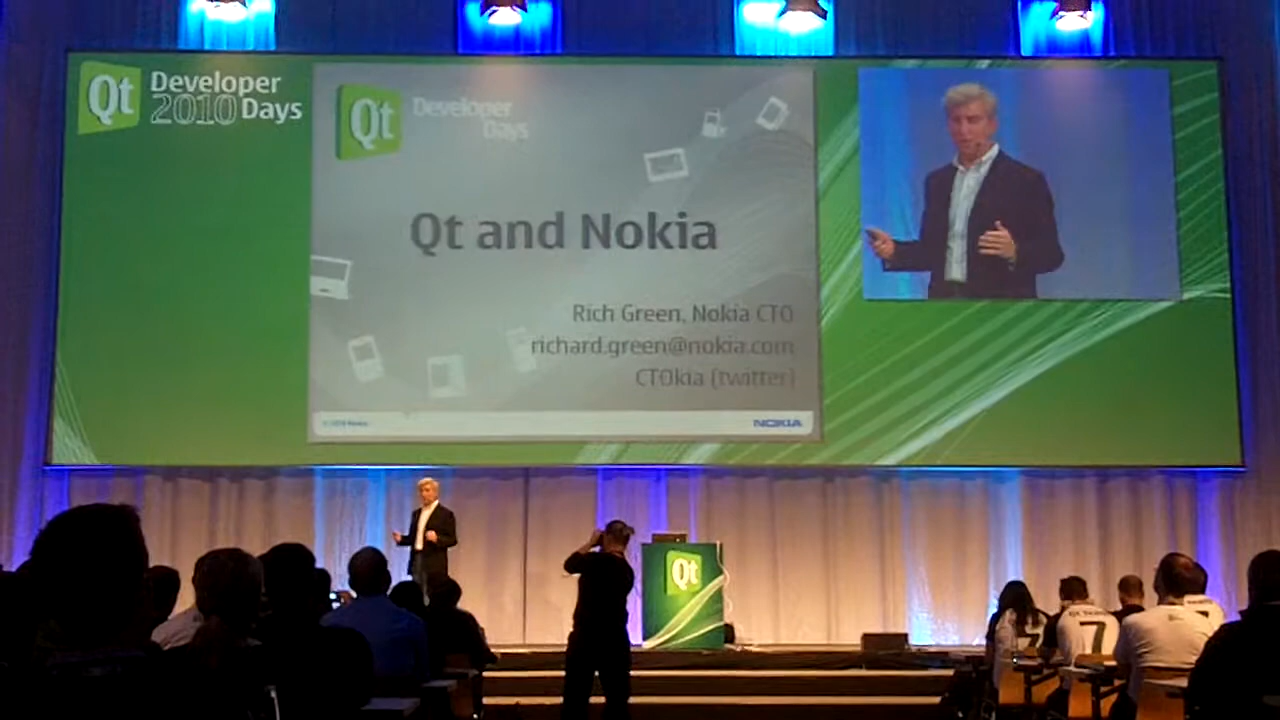 Qt Developer
2010 Days
Qt Developer
Days
Qt and Nokia
Rich Green, Nokia CTO
richard.green@nokia.com
CTOkia (twitter)
NOKIA
Qt
7
7